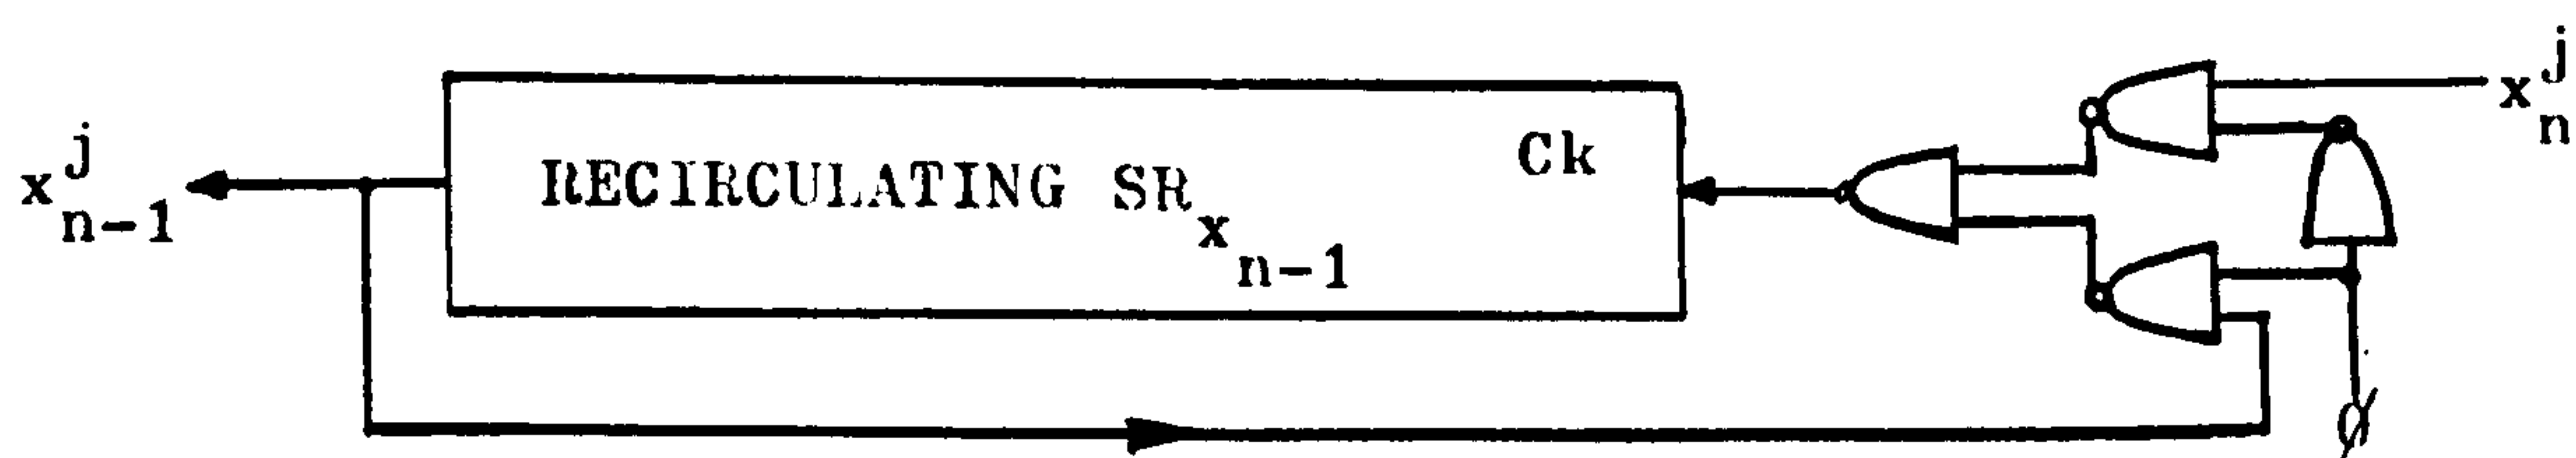 x^j_n
Ck
x^j_{n-1}
RECIRCULATING SR_{x_{n-1}}
ϕ